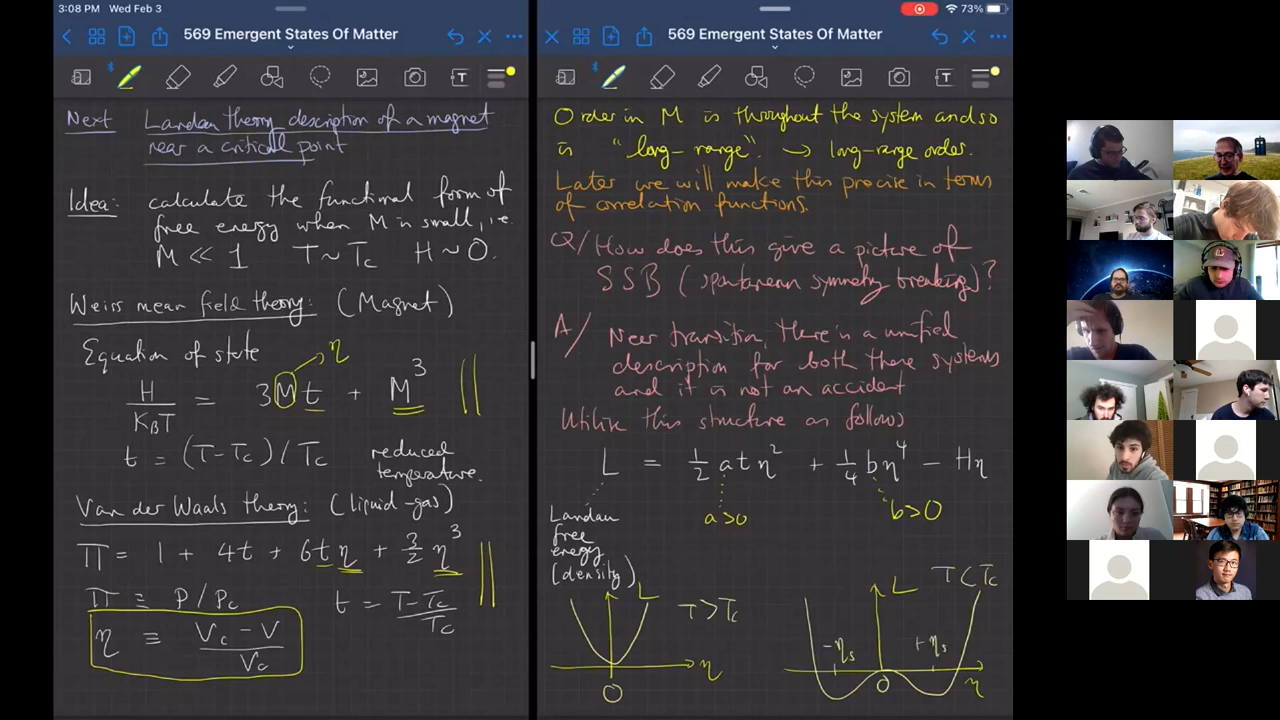 3:08 PM Wed Feb 3
73%
569 Emergent States Of Matter
569 Emergent States Of Matter
Next Landau theory description of a magnet
near a critical point
Idea: calculate the functional form of
free energy when M is small, i.e.
M << 1 T ~ Tc H ~ 0.
Weiss mean field theory: (Magnet)
Equation of state
→ η
H / K_BT = 3Mt + M³
t = (T-Tc) / Tc reduced
temperature.
Van der Waals theory: (liquid-gas)
Π = 1 + 4t + 6tη + 3/2 η³
Π ≡ P/Pc t = T-Tc / Tc
η ≡ Vc - V / Vc
Order in M is throughout the system and so
is "long-range". → long-range order.
Later we will make this precise in terms
of correlation functions.
Q/ How does this give a picture of
SSB (spontaneous symmetry breaking)?
A/ Near transition, there is a unified
description for both these systems
and it is not an accident
Utilize this structure as follows
L = 1/2 atη² + 1/4 bη⁴ - Hη
Landau
free
energy
(density)
a>0
b>0
L
T > Tc
η
0
L
T < Tc
-ηs
+ηs
0
η